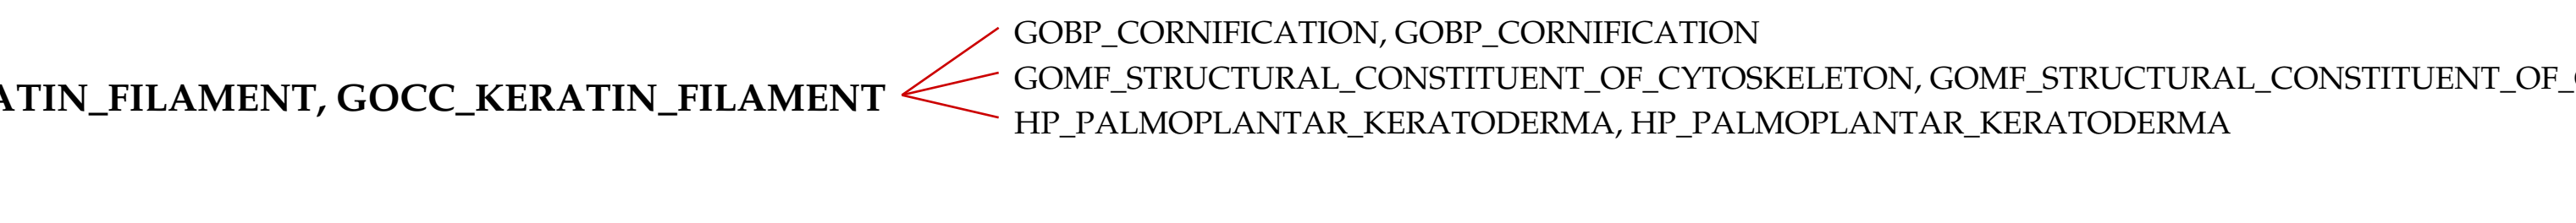 GOBP_CORNIFICATION, GOBP_CORNIFICATION
GOMF_STRUCTURAL_CONSTITUENT_OF_CYTOSKELETON, GOMF_STRUCTURAL_CONSTITUENT_OF_
ATIN_FILAMENT, GOCC_KERATIN_FILAMENT
HP_PALMOPLANTAR_KERATODERMA, HP_PALMOPLANTAR_KERATODERMA